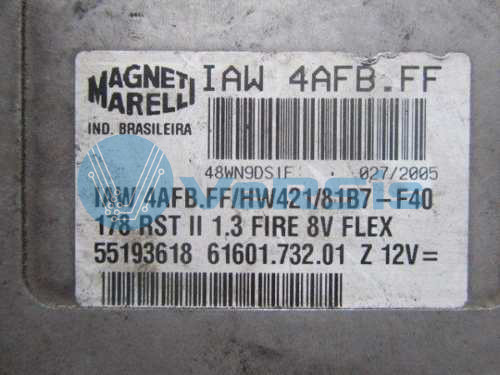 MAGNETI
MARELLI
IND. BRASILEIRA
IAW 4AFB.FF
48WN9DSIF . 027/2005
IAW 4AFB.FF/HW421/81B7-F40
178 RST II 1.3 FIRE 8V FLEX
55193618 61601.732.01 Z 12V=